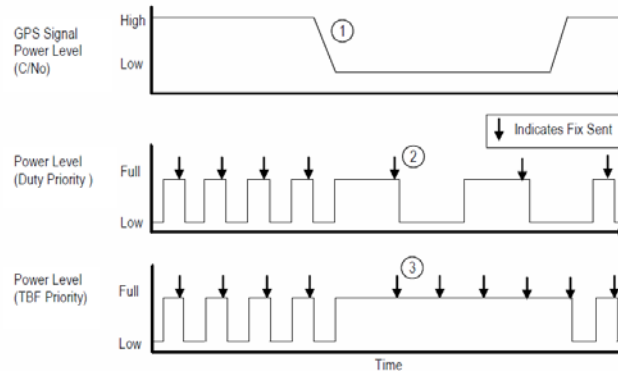 GPS Signal
Power Level
(C/No)
High
Low
1
Indicates Fix Sent
Power Level
(Duty Priority )
Full
Low
2
Power Level
(TBF Priority)
Full
Low
3
Time